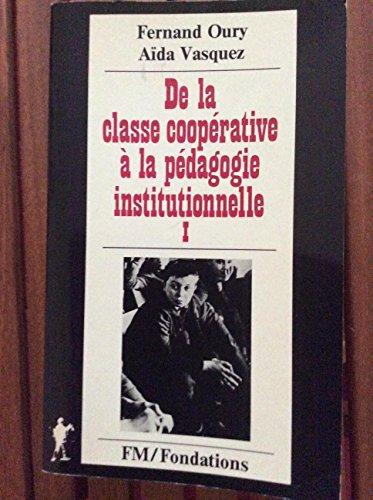 Fernand Oury
Aïda Vasquez
De la
classe coopérative
à la pédagogie
institutionnelle
I
FM/Fondations